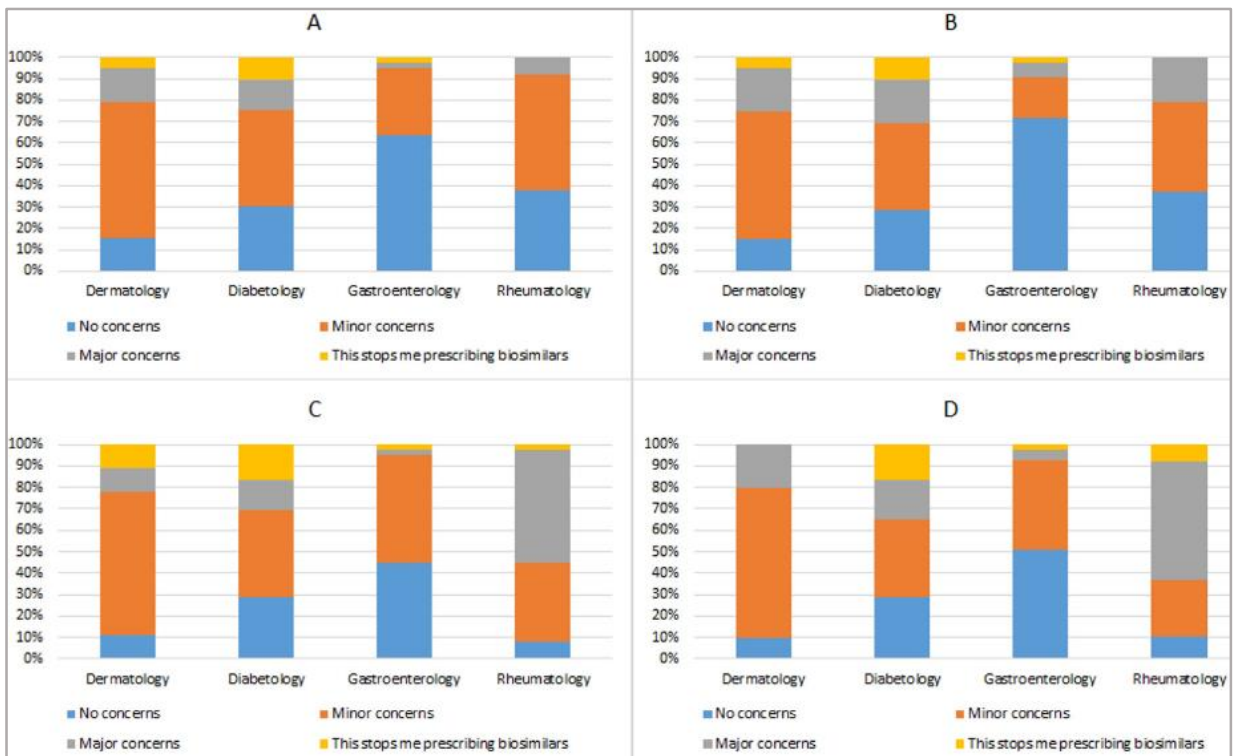 A
100%
90%
80%
70%
60%
50%
40%
30%
20%
10%
0%
Dermatology Diabetology Gastroenterology Rheumatology
No concerns Minor concerns
Major concerns This stops me prescribing biosimilars
B
100%
90%
80%
70%
60%
50%
40%
30%
20%
10%
0%
Dermatology Diabetology Gastroenterology Rheumatology
No concerns Minor concerns
Major concerns This stops me prescribing biosimilars
C
100%
90%
80%
70%
60%
50%
40%
30%
20%
10%
0%
Dermatology Diabetology Gastroenterology Rheumatology
No concerns Minor concerns
Major concerns This stops me prescribing biosimilars
D
100%
90%
80%
70%
60%
50%
40%
30%
20%
10%
0%
Dermatology Diabetology Gastroenterology Rheumatology
No concerns Minor concerns
Major concerns This stops me prescribing biosimilars